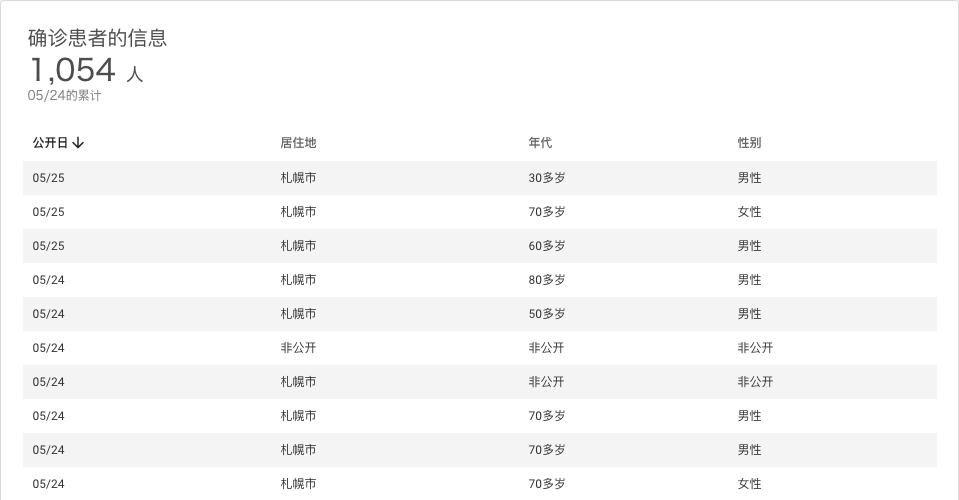 确诊患者的信息
1,054 人
05/24的累计
公开日↓ 居住地 年代 性别
05/25 札幌市 30多岁 男性
05/25 札幌市 70多岁 女性
05/25 札幌市 60多岁 男性
05/24 札幌市 80多岁 男性
05/24 札幌市 50多岁 男性
05/24 非公开 非公开 非公开
05/24 札幌市 非公开 非公开
05/24 札幌市 70多岁 男性
05/24 札幌市 70多岁 男性
05/24 札幌市 70多岁 女性